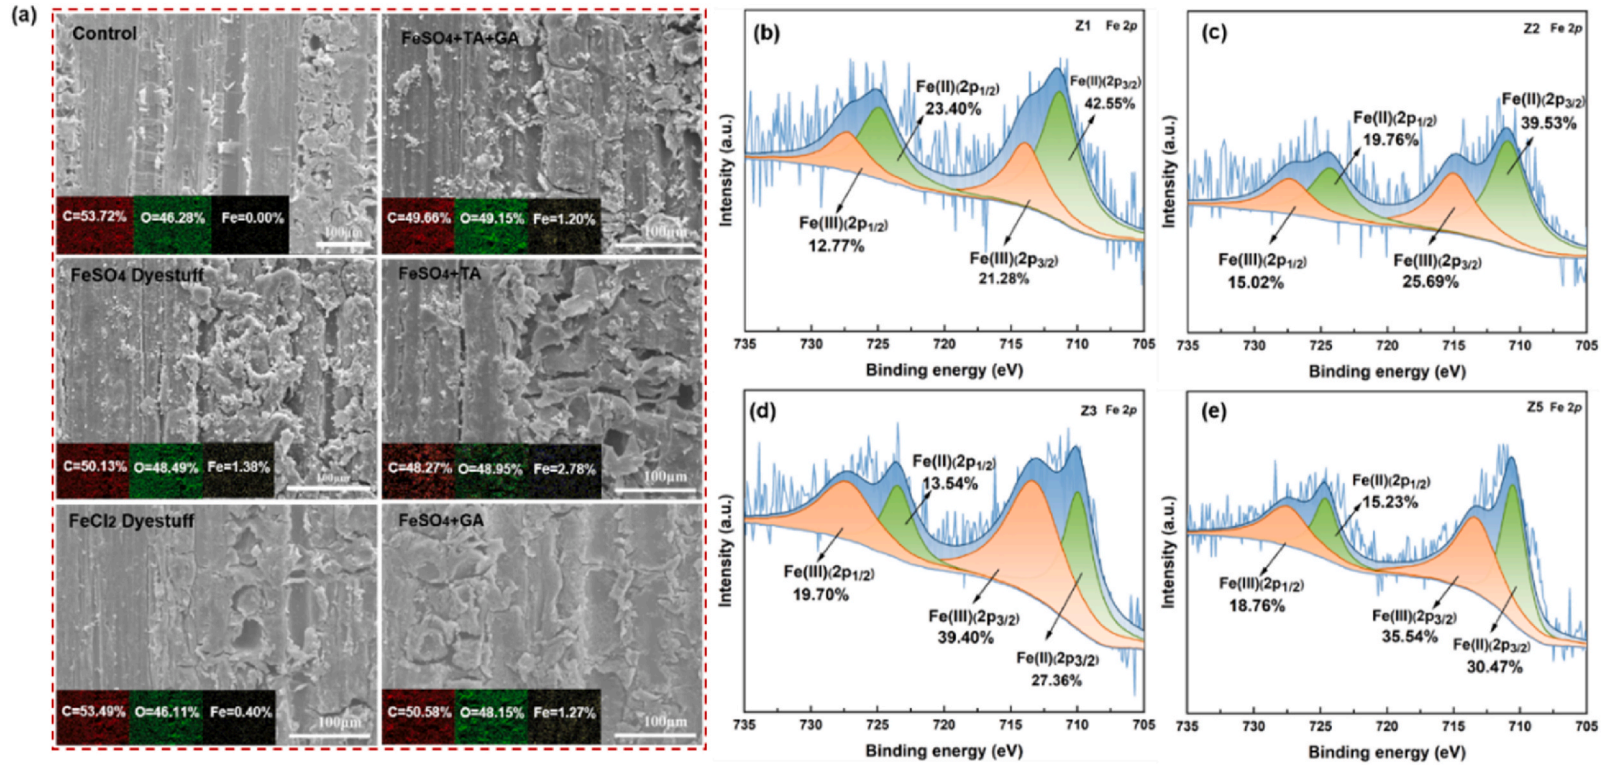 (a)
Control
C=53.72% O=46.28% Fe=0.00%
100μm
FeSO₄+TA+GA
C=49.66% O=49.15% Fe=1.20%
100μm
FeSO₄ Dyestuff
C=50.13% O=48.49% Fe=1.38%
100μm
FeSO₄+TA
C=48.27% O=48.95% Fe=2.78%
100μm
FeCl₂ Dyestuff
C=53.49% O=46.11% Fe=0.40%
100μm
FeSO₄+GA
C=50.58% O=48.15% Fe=1.27%
100μm
(b)
Z1 Fe 2p
Fe(II)(2p1/2)
23.40%
Fe(II)(2p3/2)
42.55%
Fe(III)(2p1/2)
12.77%
Fe(III)(2p3/2)
21.28%
Intensity (a.u.)
735 730 725 720 715 710 705
Binding energy (eV)
(c)
Z2 Fe 2p
Fe(II)(2p1/2)
19.76%
Fe(II)(2p3/2)
39.53%
Fe(III)(2p1/2)
15.02%
Fe(III)(2p3/2)
25.69%
Intensity (a.u.)
735 730 725 720 715 710 705
Binding energy (eV)
(d)
Z3 Fe 2p
Fe(II)(2p1/2)
13.54%
Fe(III)(2p1/2)
19.70%
Fe(III)(2p3/2)
39.40%
Fe(II)(2p3/2)
27.36%
Intensity (a.u.)
735 730 725 720 715 710 705
Binding energy (eV)
(e)
Z5 Fe 2p
Fe(II)(2p1/2)
15.23%
Fe(III)(2p1/2)
18.76%
Fe(III)(2p3/2)
35.54%
Fe(II)(2p3/2)
30.47%
Intensity (a.u.)
735 730 725 720 715 710 705
Binding energy (eV)